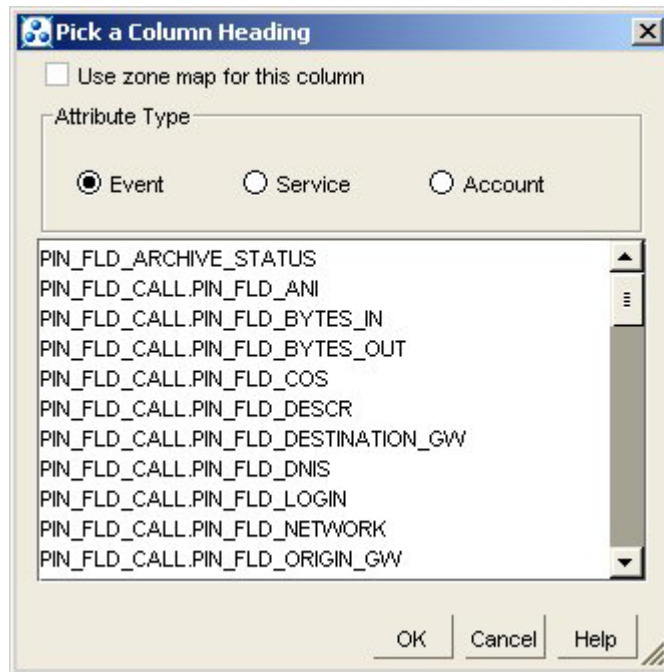 Pick a Column Heading
Use zone map for this column
Attribute Type
Event Service Account
PIN_FLD_ARCHIVE_STATUS
PIN_FLD_CALL.PIN_FLD_ANI
PIN_FLD_CALL.PIN_FLD_BYTES_IN
PIN_FLD_CALL.PIN_FLD_BYTES_OUT
PIN_FLD_CALL.PIN_FLD_COS
PIN_FLD_CALL.PIN_FLD_DESCR
PIN_FLD_CALL.PIN_FLD_DESTINATION_GW
PIN_FLD_CALL.PIN_FLD_DNIS
PIN_FLD_CALL.PIN_FLD_LOGIN
PIN_FLD_CALL.PIN_FLD_NETWORK
PIN_FLD_CALL.PIN_FLD_ORIGIN_GW
OK Cancel Help